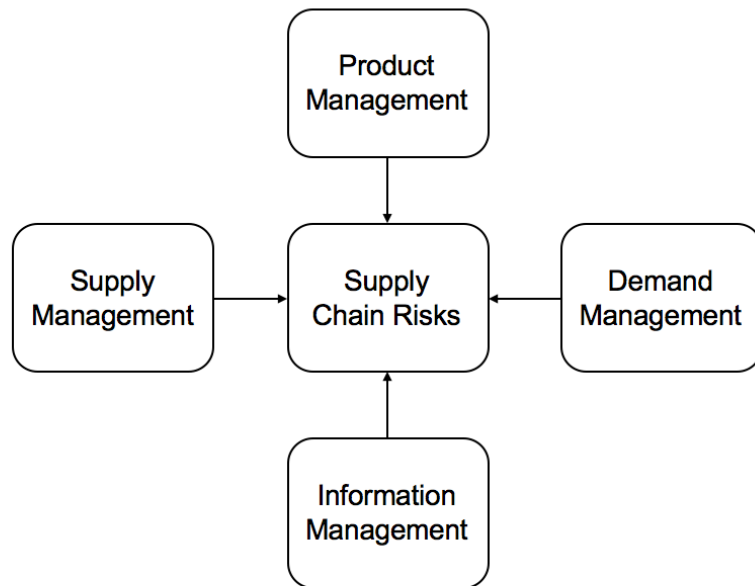 Product
Management
Supply
Management
Supply
Chain Risks
Demand
Management
Information
Management